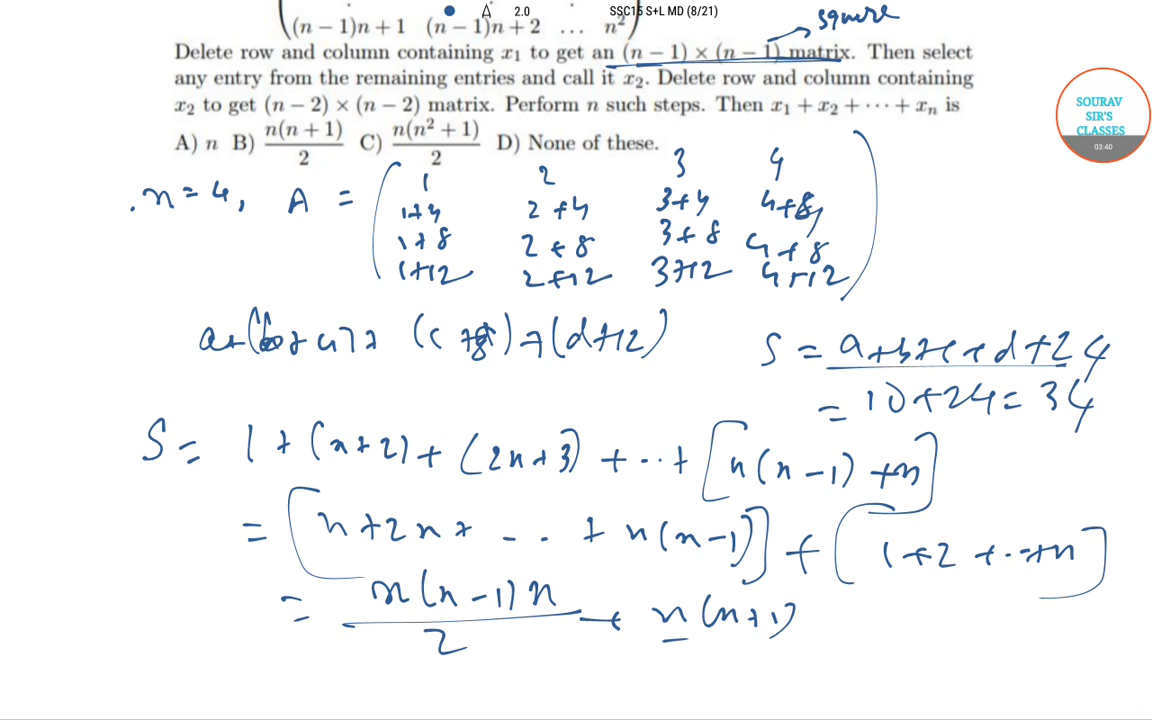 A 2.0 SSC15 S+L MD (8/21)
(n − 1)n + 1 (n − 1)n + 2 ... n²
square
Delete row and column containing x₁ to get an (n − 1) × (n − 1) matrix. Then select
any entry from the remaining entries and call it x₂. Delete row and column containing
x₂ to get (n − 2) × (n − 2) matrix. Perform n such steps. Then x₁ + x₂ + ··· + xₙ is
A) n B) n(n + 1)/2 C) n(n² + 1)/2 D) None of these.
SOURAV
SIR'S
CLASSES
03:40
n = 4, A =
1 2 3 4
1+4 2+4 3+4 4+8
1+8 2+8 3+8 4+8
1+12 2+12 3+12 4+12
a+(b+4)+ (c+8)+(d+12)
S = a+b+c+d+24
= 10+24 = 34
S = 1 + (n+2) + (2n+3) + ··· + [n(n−1) + n]
= [n+2n+ ... + n(n−1)] + [1+2+··+n]
= n(n−1)n/2 + n(n+1)